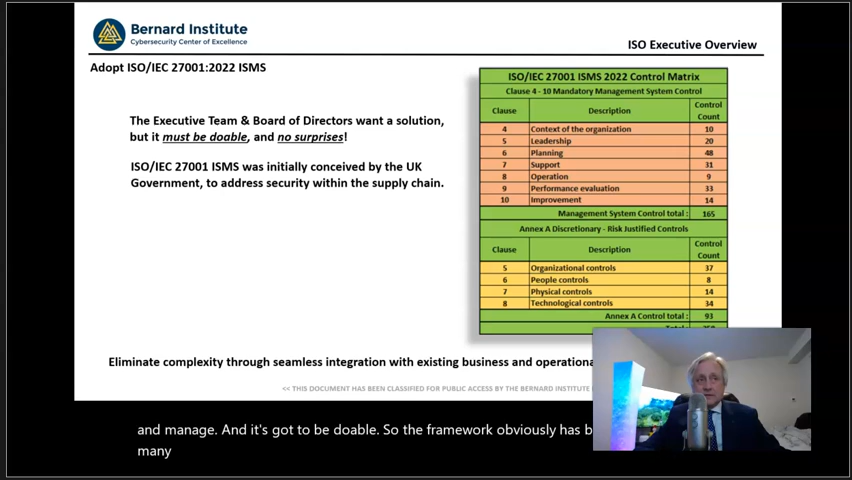 Bernard Institute
Cybersecurity Center of Excellence
ISO Executive Overview
Adopt ISO/IEC 27001:2022 ISMS
The Executive Team & Board of Directors want a solution,
but it must be doable, and no surprises!
ISO/IEC 27001 ISMS was initially conceived by the UK
Government, to address security within the supply chain.
ISO/IEC 27001 ISMS 2022 Control Matrix
Clause 4 - 10 Mandatory Management System Control
Clause Description Control Count
4 Context of the organization 10
5 Leadership 20
6 Planning 48
7 Support 31
8 Operation 9
9 Performance evaluation 33
10 Improvement 14
Management System Control total : 165
Annex A Discretionary - Risk Justified Controls
Clause Description Control Count
5 Organizational controls 37
6 People controls 8
7 Physical controls 14
8 Technological controls 34
Annex A Control total : 93
Eliminate complexity through seamless integration with existing business and
<< THIS DOCUMENT HAS BEEN CLASSIFIED FOR PUBLIC ACCESS BY THE BERNARD INSTITUTE
and manage. And it's got to be doable. So the framework obviously has
many